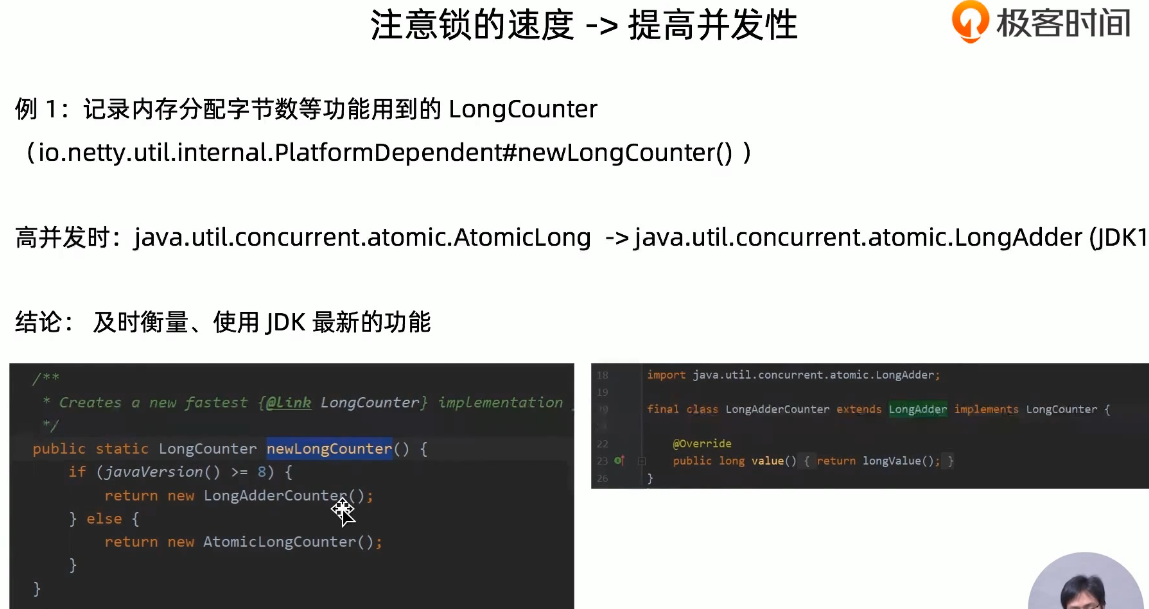 注意锁的速度 -> 提高并发性
极客时间
例 1：记录内存分配字节数等功能用到的 LongCounter
（io.netty.util.internal.PlatformDependent#newLongCounter() ）
高并发时：java.util.concurrent.atomic.AtomicLong -> java.util.concurrent.atomic.LongAdder (JDK1
结论： 及时衡量、使用 JDK 最新的功能
/**
* Creates a new fastest {@link LongCounter} implementation
*/
public static LongCounter newLongCounter() {
if (javaVersion() >= 8) {
return new LongAdderCounter();
} else {
return new AtomicLongCounter();
}
}
18 import java.util.concurrent.atomic.LongAdder;
19
final class LongAdderCounter extends LongAdder implements LongCounter {
22 @Override
23 public long value() { return longValue(); }
26 }